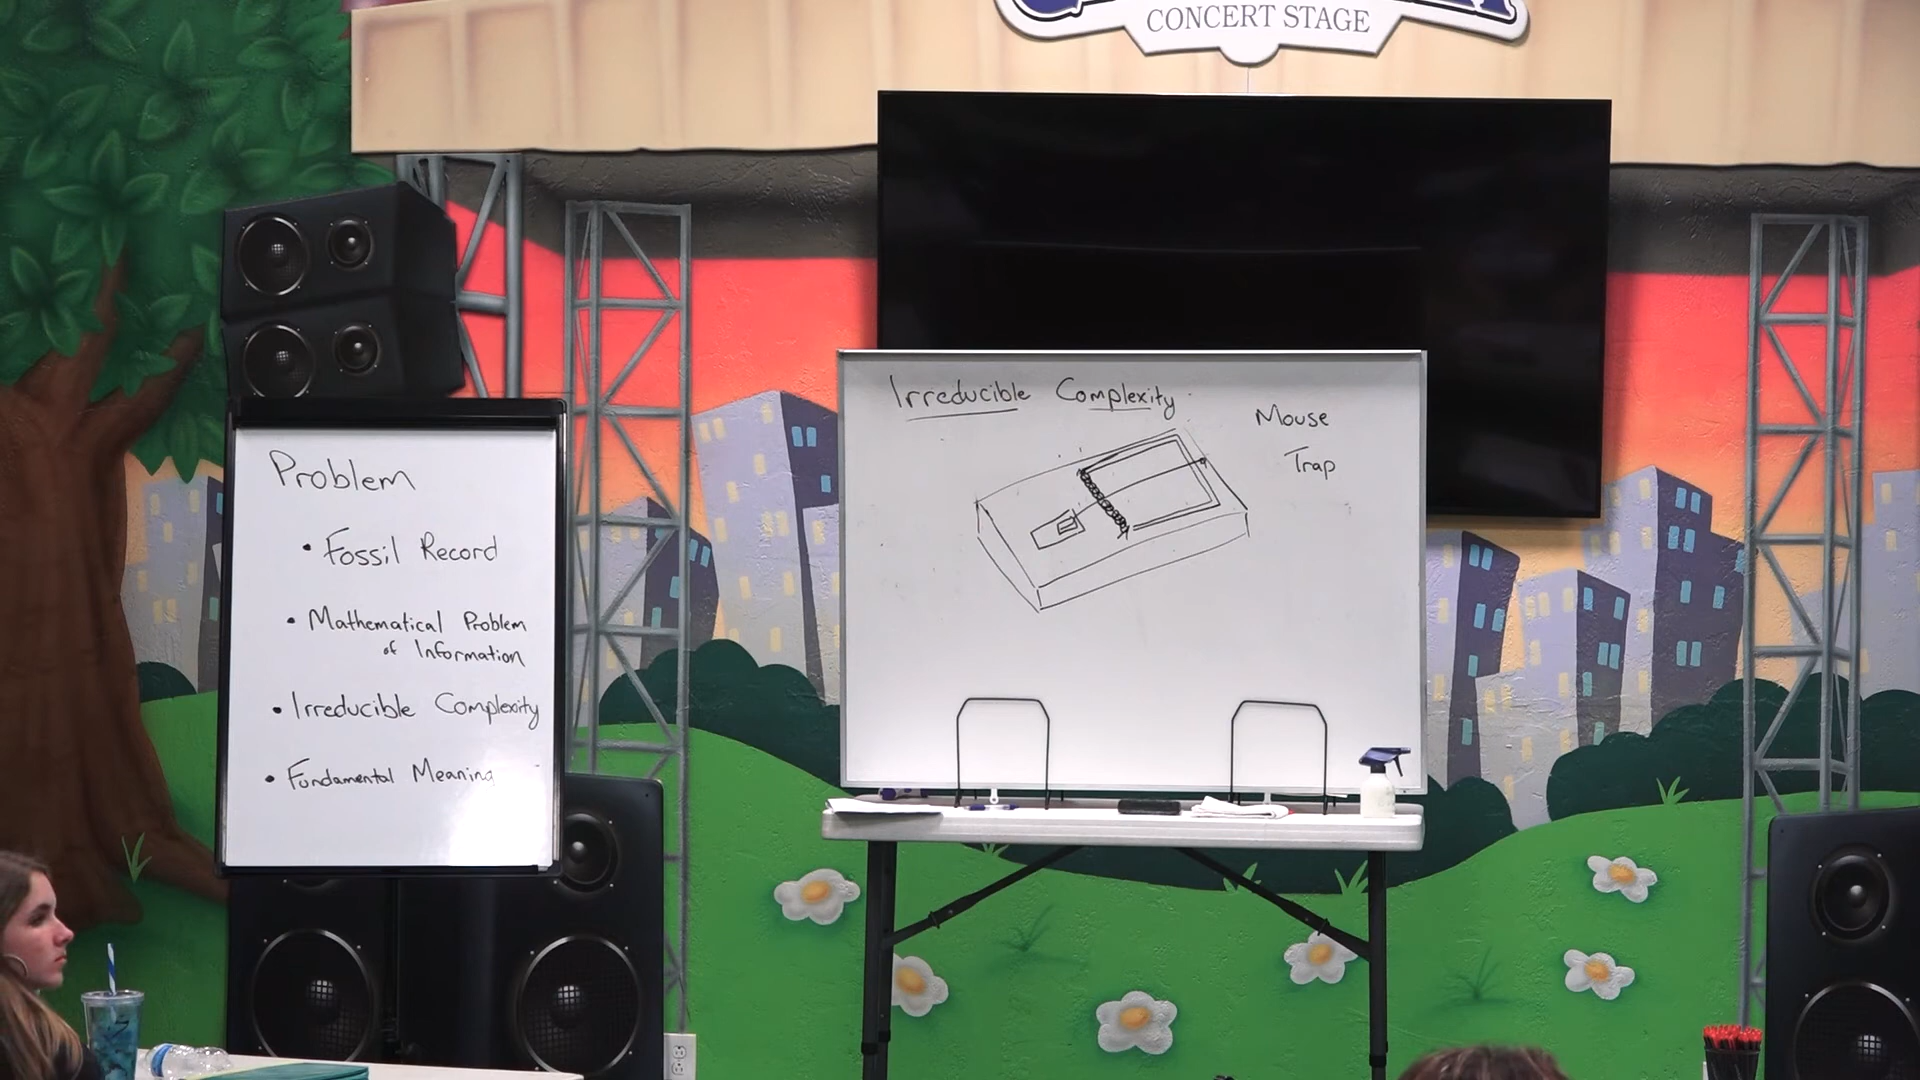 CONCERT STAGE
Problem
• Fossil Record
• Mathematical Problem
of Information
• Irreducible Complexity
• Fundamental Meaning
Irreducible Complexity
Mouse
Trap